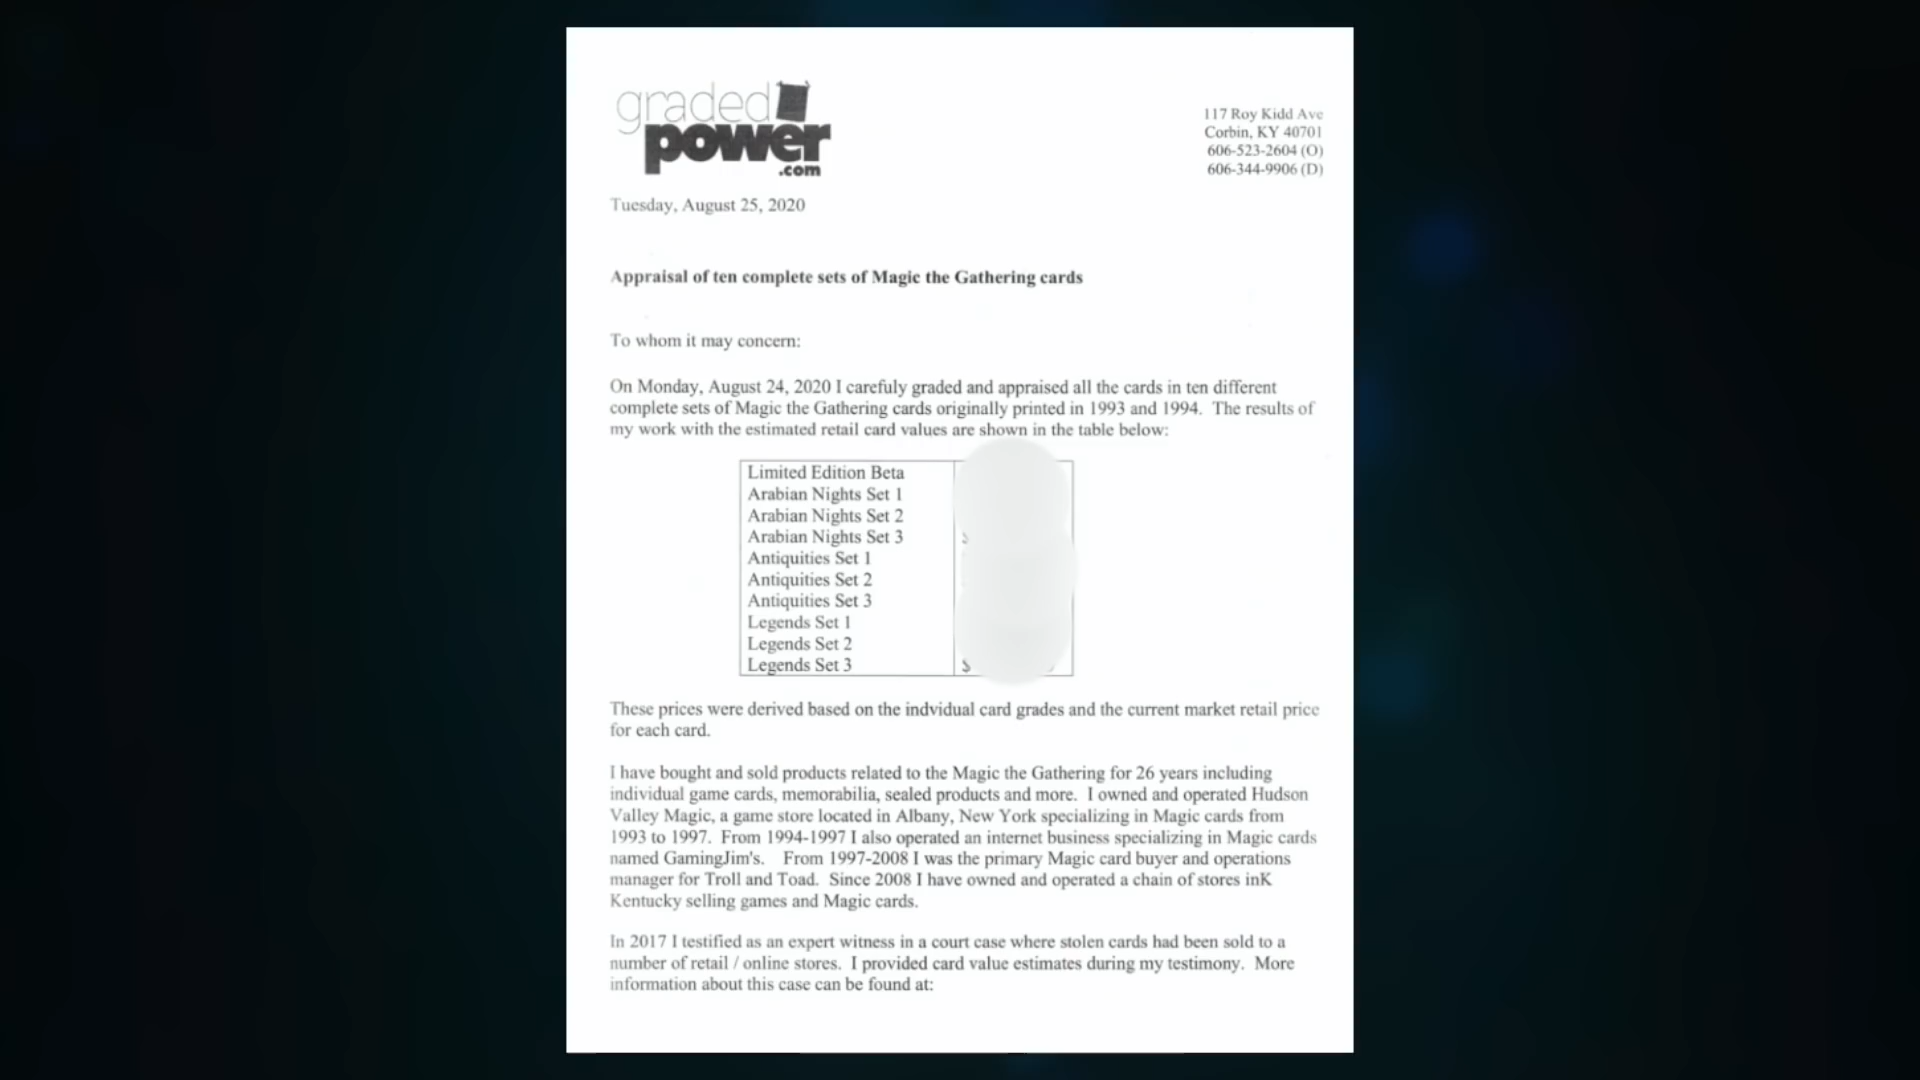 graded
power
.com
117 Roy Kidd Ave
Corbin, KY 40701
606-523-2604 (O)
606-344-9906 (D)
Tuesday, August 25, 2020
Appraisal of ten complete sets of Magic the Gathering cards
To whom it may concern:
On Monday, August 24, 2020 I carefuly graded and appraised all the cards in ten different
complete sets of Magic the Gathering cards originally printed in 1993 and 1994. The results of
my work with the estimated retail card values are shown in the table below:
Limited Edition Beta
Arabian Nights Set 1
Arabian Nights Set 2
Arabian Nights Set 3 $
Antiquities Set 1
Antiquities Set 2
Antiquities Set 3
Legends Set 1
Legends Set 2
Legends Set 3 $
These prices were derived based on the indvidual card grades and the current market retail price
for each card.
I have bought and sold products related to the Magic the Gathering for 26 years including
individual game cards, memorabilia, sealed products and more. I owned and operated Hudson
Valley Magic, a game store located in Albany, New York specializing in Magic cards from
1993 to 1997. From 1994-1997 I also operated an internet business specializing in Magic cards
named GamingJim's. From 1997-2008 I was the primary Magic card buyer and operations
manager for Troll and Toad. Since 2008 I have owned and operated a chain of stores inK
Kentucky selling games and Magic cards.
In 2017 I testified as an expert witness in a court case where stolen cards had been sold to a
number of retail / online stores. I provided card value estimates during my testimony. More
information about this case can be found at: